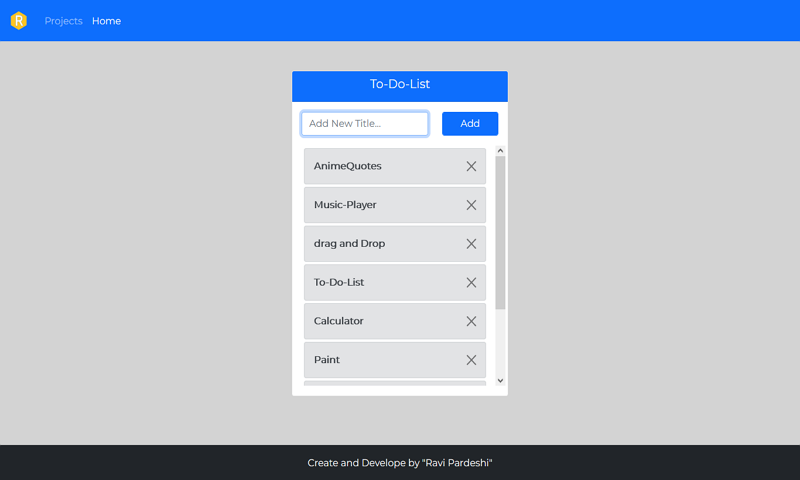 R
Projects Home
To-Do-List
Add New Title...
Add
AnimeQuotes
Music-Player
drag and Drop
To-Do-List
Calculator
Paint
Create and Develope by "Ravi Pardeshi"